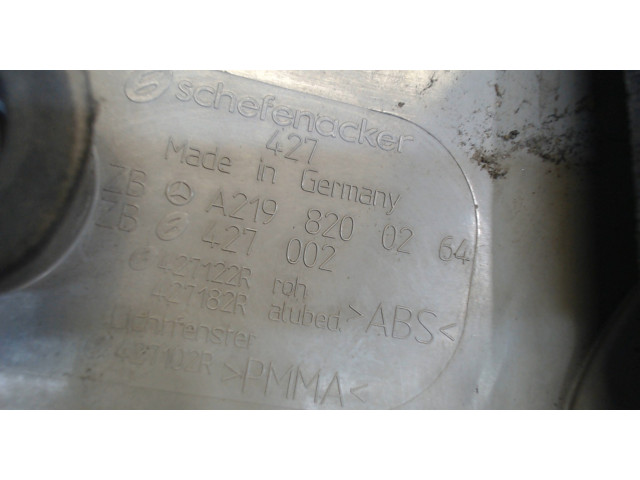 schefenacker
427
Made in Germany
ZB A219 820 02 64
ZB 427 002
427122R roh
427182R alubed. >ABS<
Lichtfenster
>PMMA<